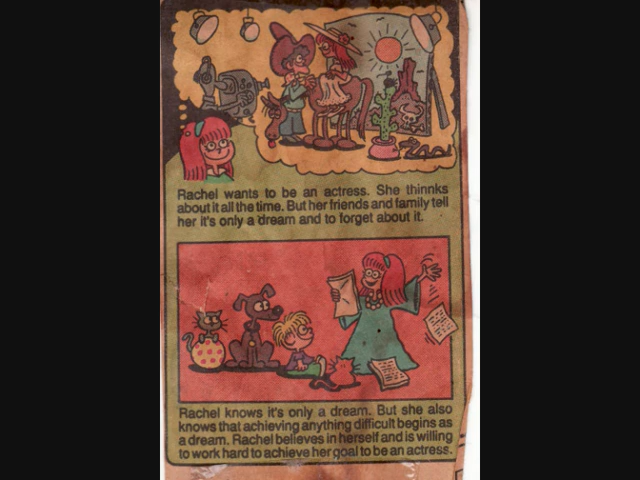 Rachel wants to be an actress. She thinnks
about it all the time. But her friends and family tell
her it's only a dream and to forget about it.
Rachel knows it's only a dream. But she also
knows that achieving anything difficult begins as
a dream. Rachel believes in herself and is willing
to work hard to achieve her goal to be an actress.